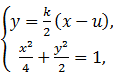 y = k/2 (x − u),
x²/4 + y²/2 = 1,